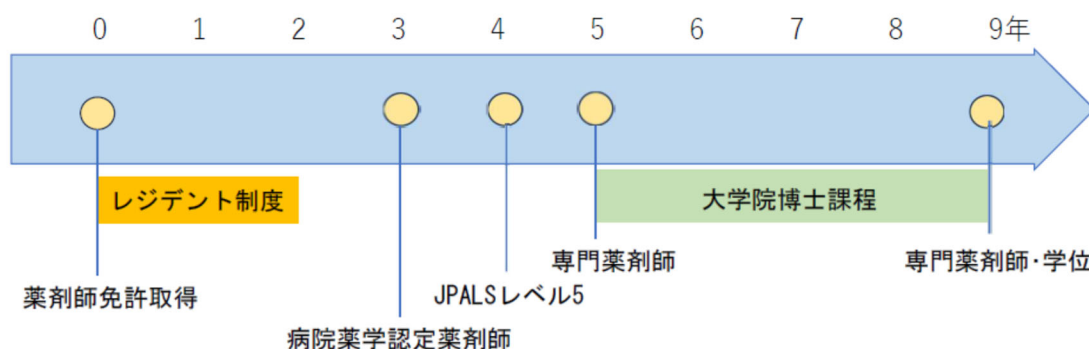 0 1 2 3 4 5 6 7 8 9年
レジデント制度
大学院博士課程
専門薬剤師
専門薬剤師・学位
薬剤師免許取得
JPALSレベル5
病院薬学認定薬剤師